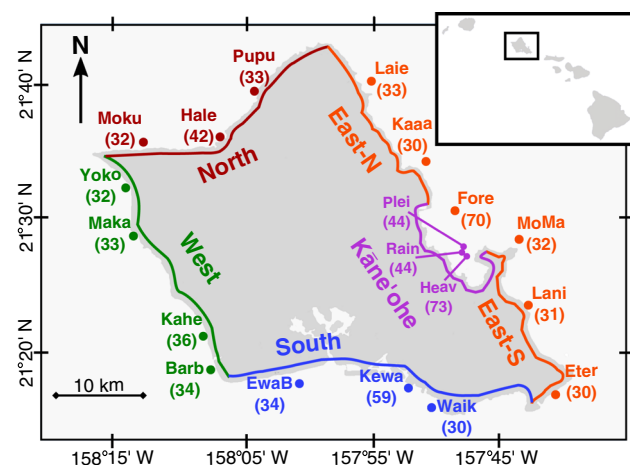 N
21°40' N
21°30' N
21°20' N
Pupu
(33)
Laie
(33)
Moku
(32)
Hale
(42)
Kaaa
(30)
North
East-N
Yoko
(32)
Plei
(44)
Fore
(70)
Maka
(33)
Rain
(44)
MoMa
(32)
West
Kāne'ohe
Heav
(73)
Lani
(31)
Kahe
(36)
East-S
South
Barb
(34)
EwaB
(34)
Kewa
(59)
Eter
(30)
Waik
(30)
10 km
158°15' W
158°05' W
157°55' W
157°45' W